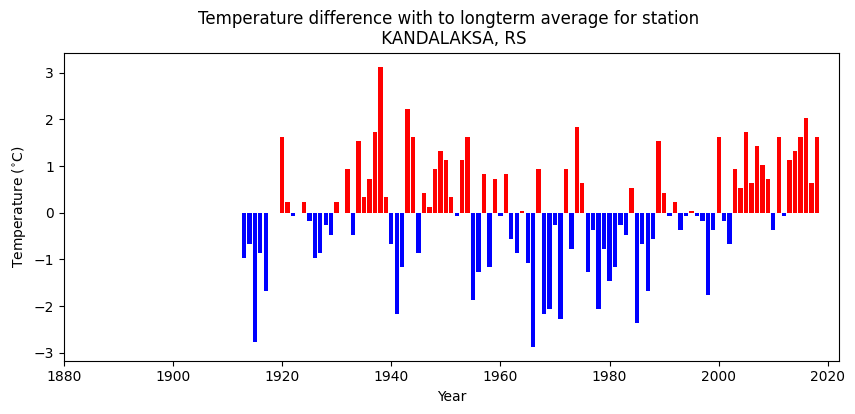 Temperature difference with to longterm average for station
KANDALAKSA, RS
Temperature (°C)
3
2
1
0
−1
−2
−3
1880 1900 1920 1940 1960 1980 2000 2020
Year